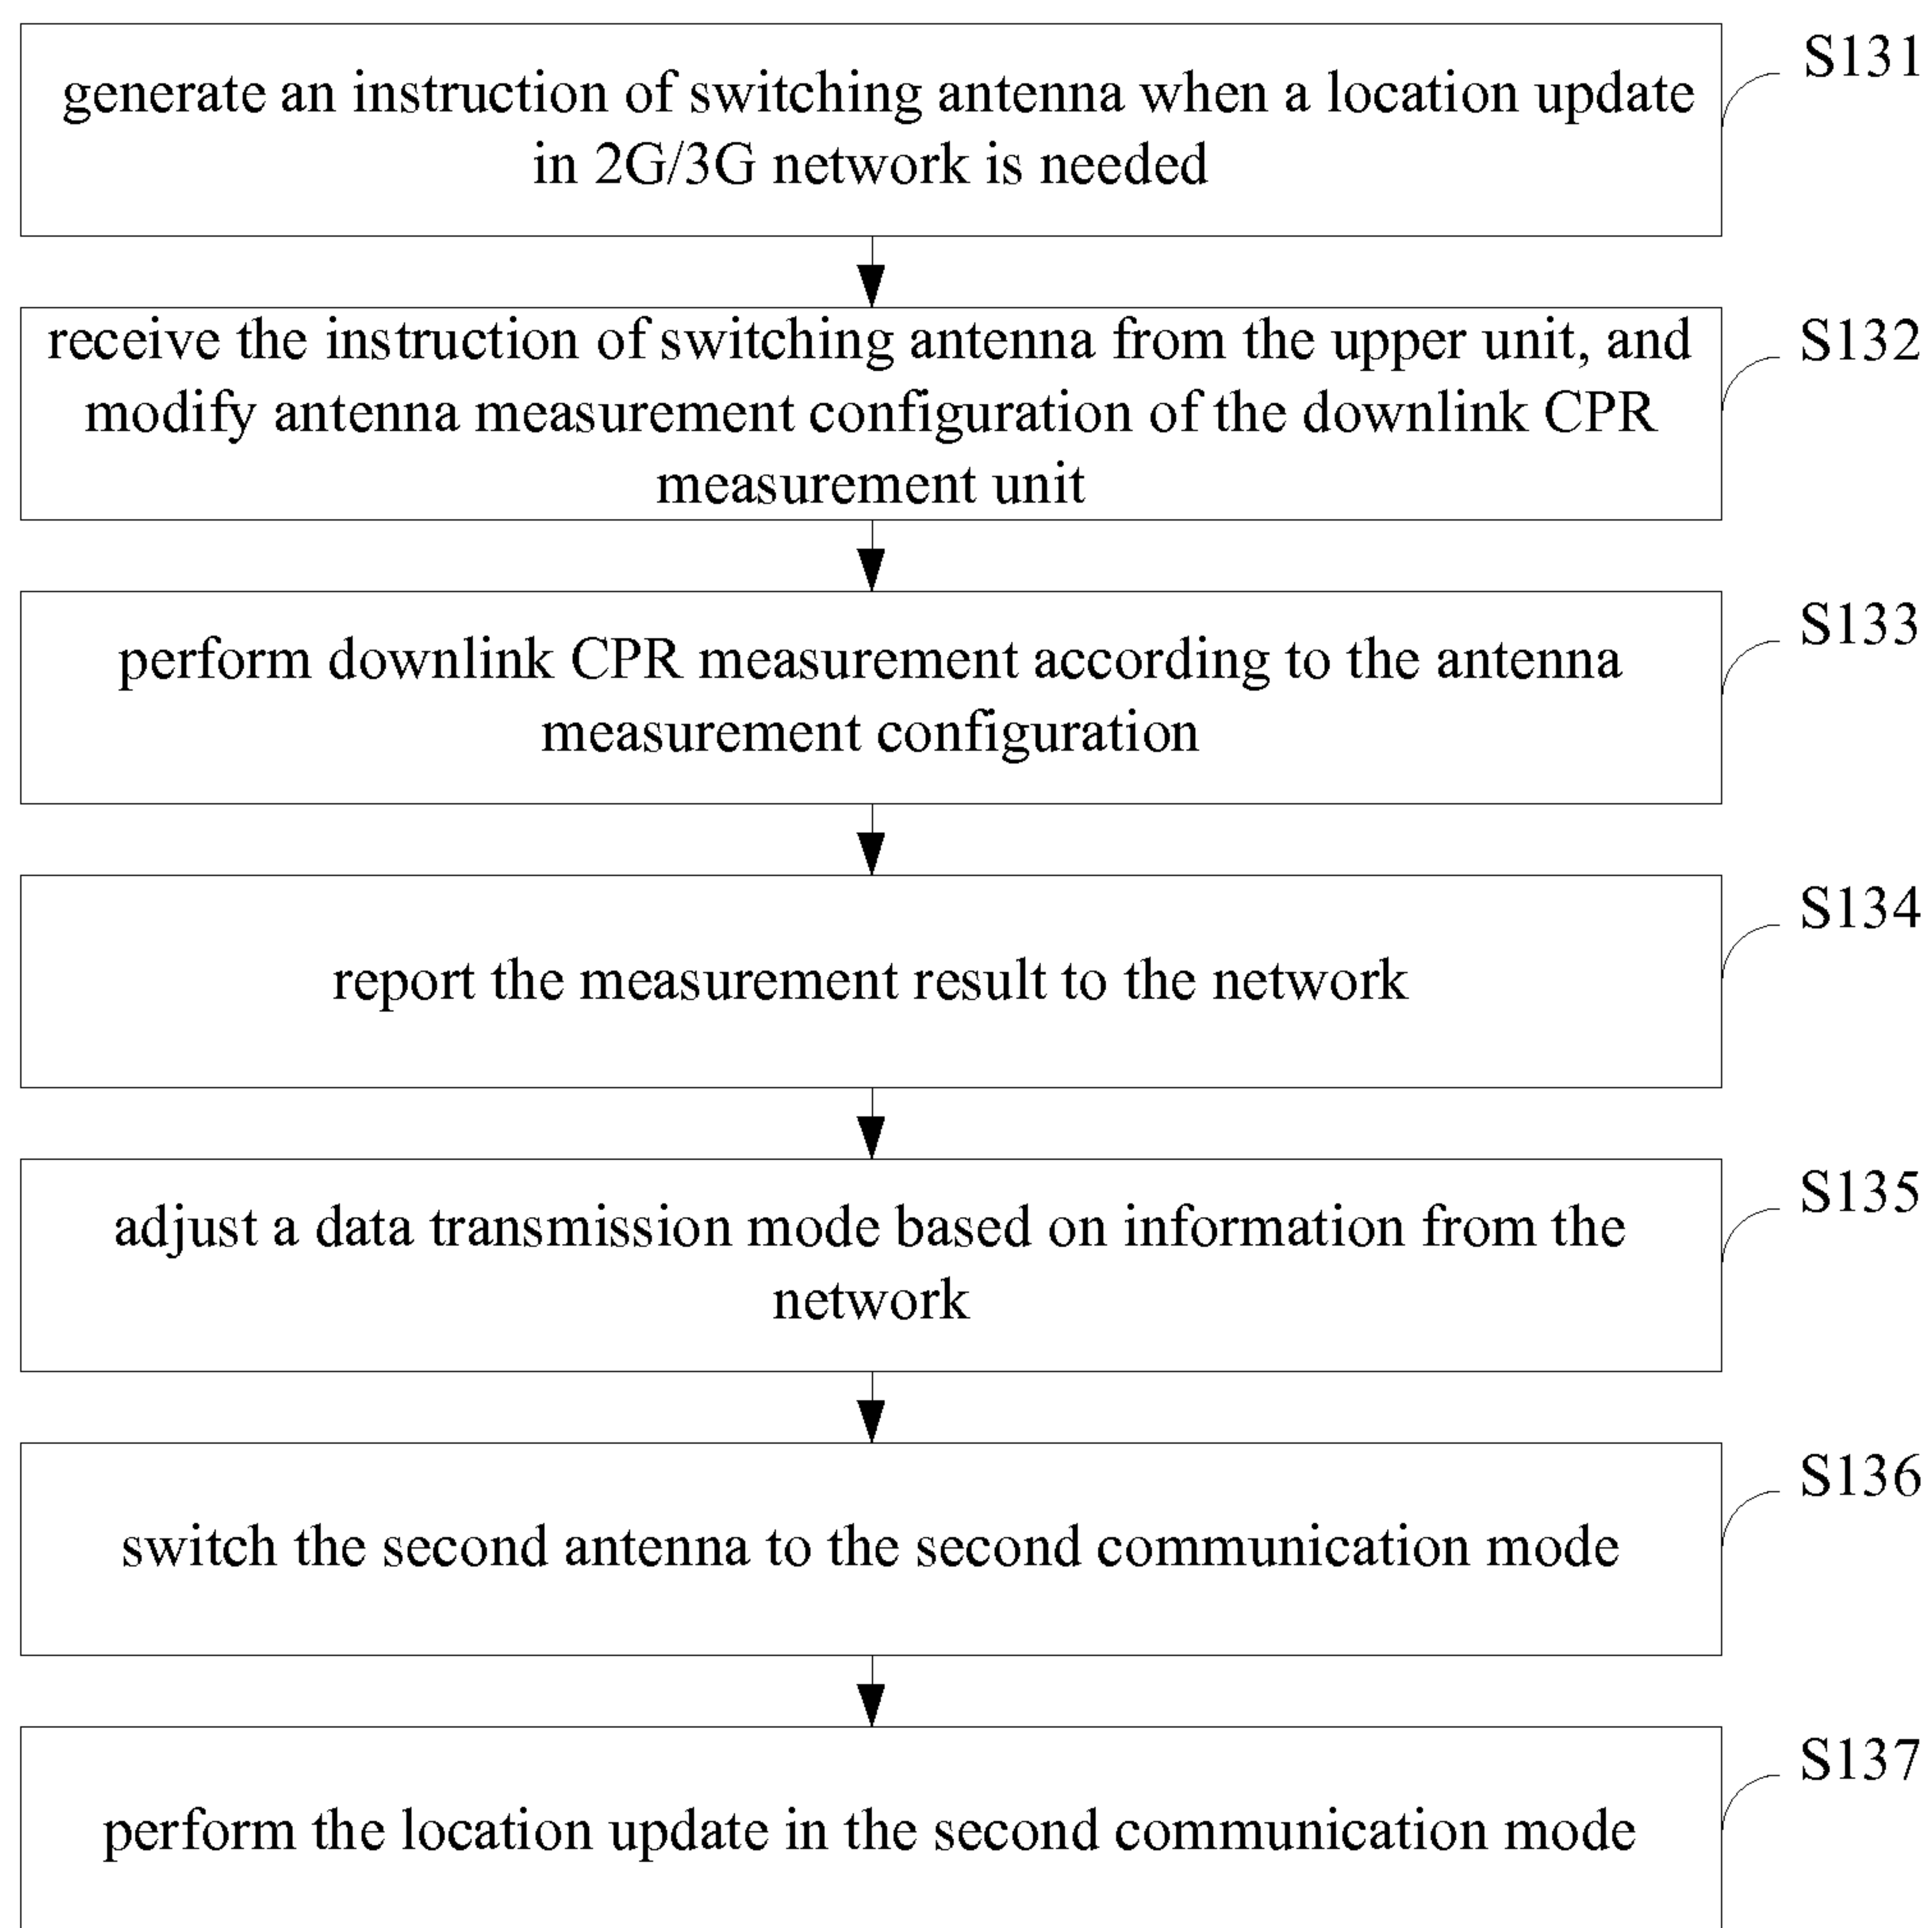 S131
generate an instruction of switching antenna when a location update
in 2G/3G network is needed
S132
receive the instruction of switching antenna from the upper unit, and
modify antenna measurement configuration of the downlink CPR
measurement unit
S133
perform downlink CPR measurement according to the antenna
measurement configuration
S134
report the measurement result to the network
S135
adjust a data transmission mode based on information from the
network
S136
switch the second antenna to the second communication mode
S137
perform the location update in the second communication mode